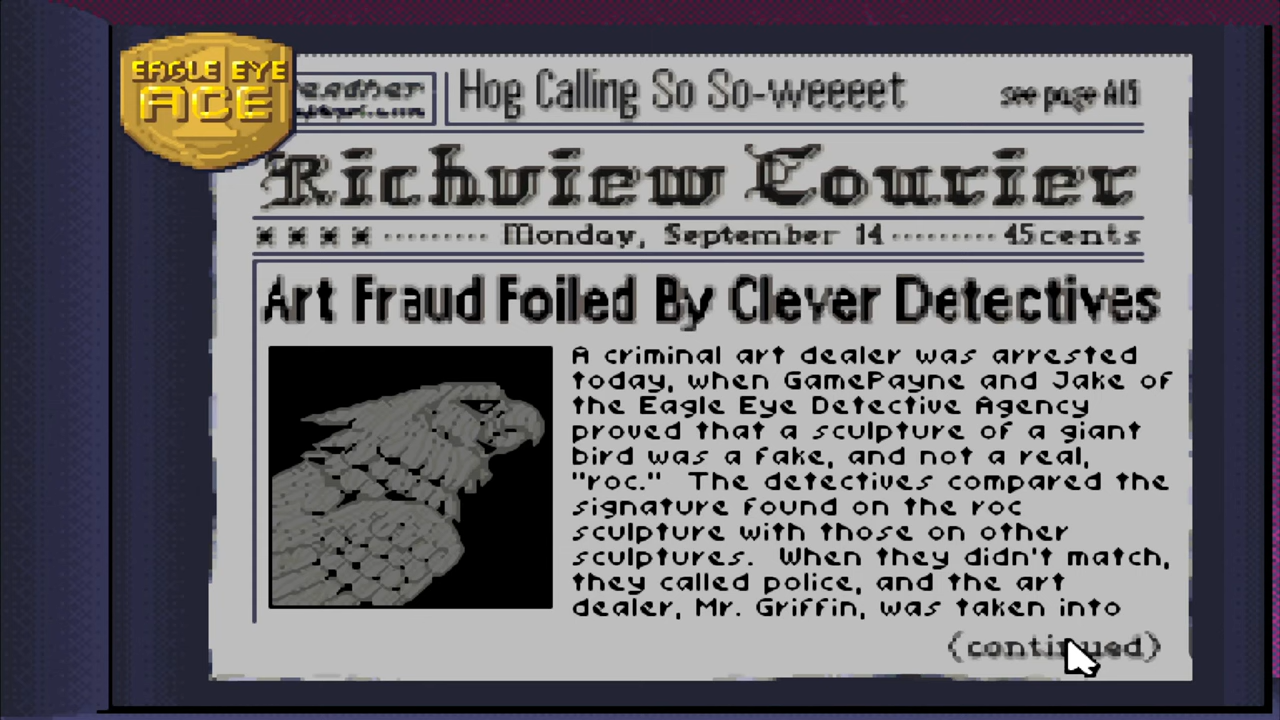 EAGLE EYE
ACE
Hog Calling So So-weeeet
see page A15
Richview Courier
Monday, September 14
45cents
Art Fraud Foiled By Clever Detectives
A criminal art dealer was arrested
today, when GamePayne and Jake of
the Eagle Eye Detective Agency
proved that a sculpture of a giant
bird was a fake, and not a real,
"roc."  The detectives compared the
signature found on the roc
sculpture with those on other
sculptures.  When they didn't match,
they called police, and the art
dealer, Mr. Griffin, was taken into
(continued)